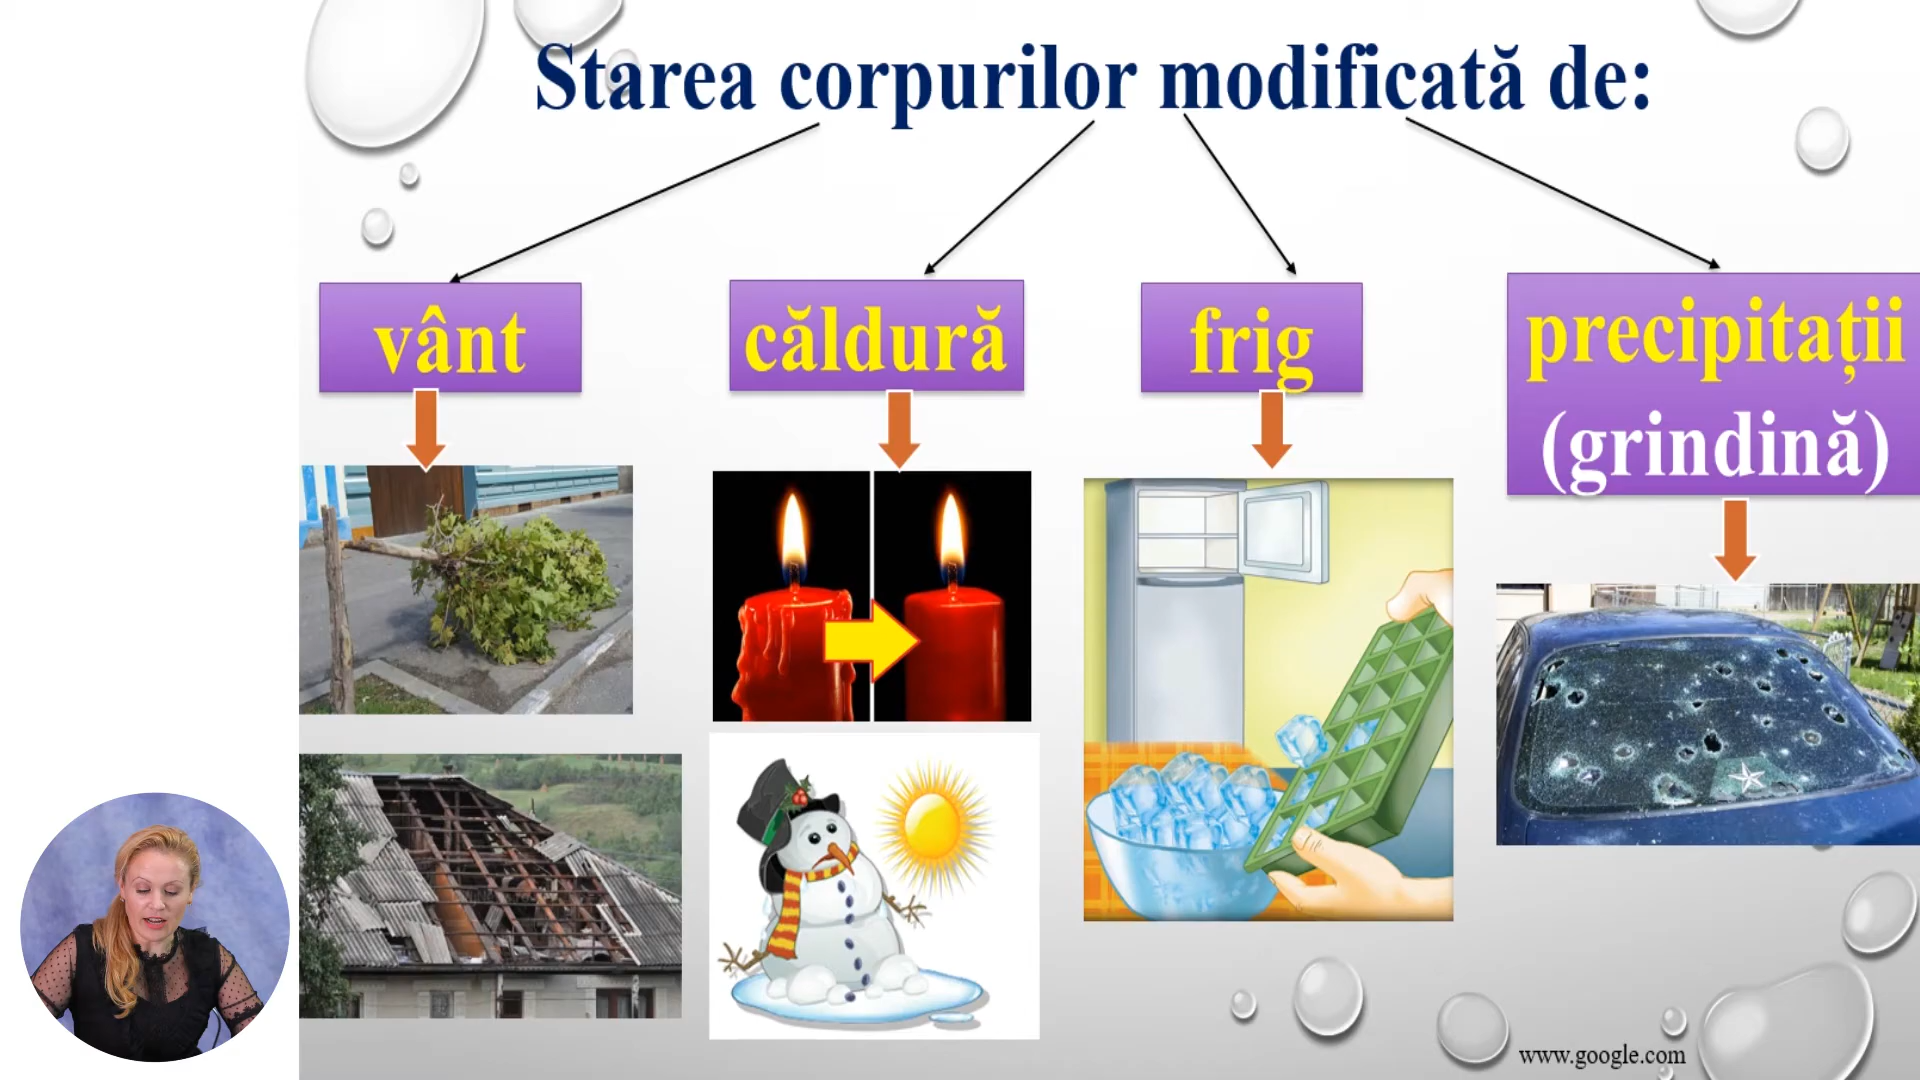 Starea corpurilor modificată de:
vânt
căldură
frig
precipitații
(grindină)
www.google.com